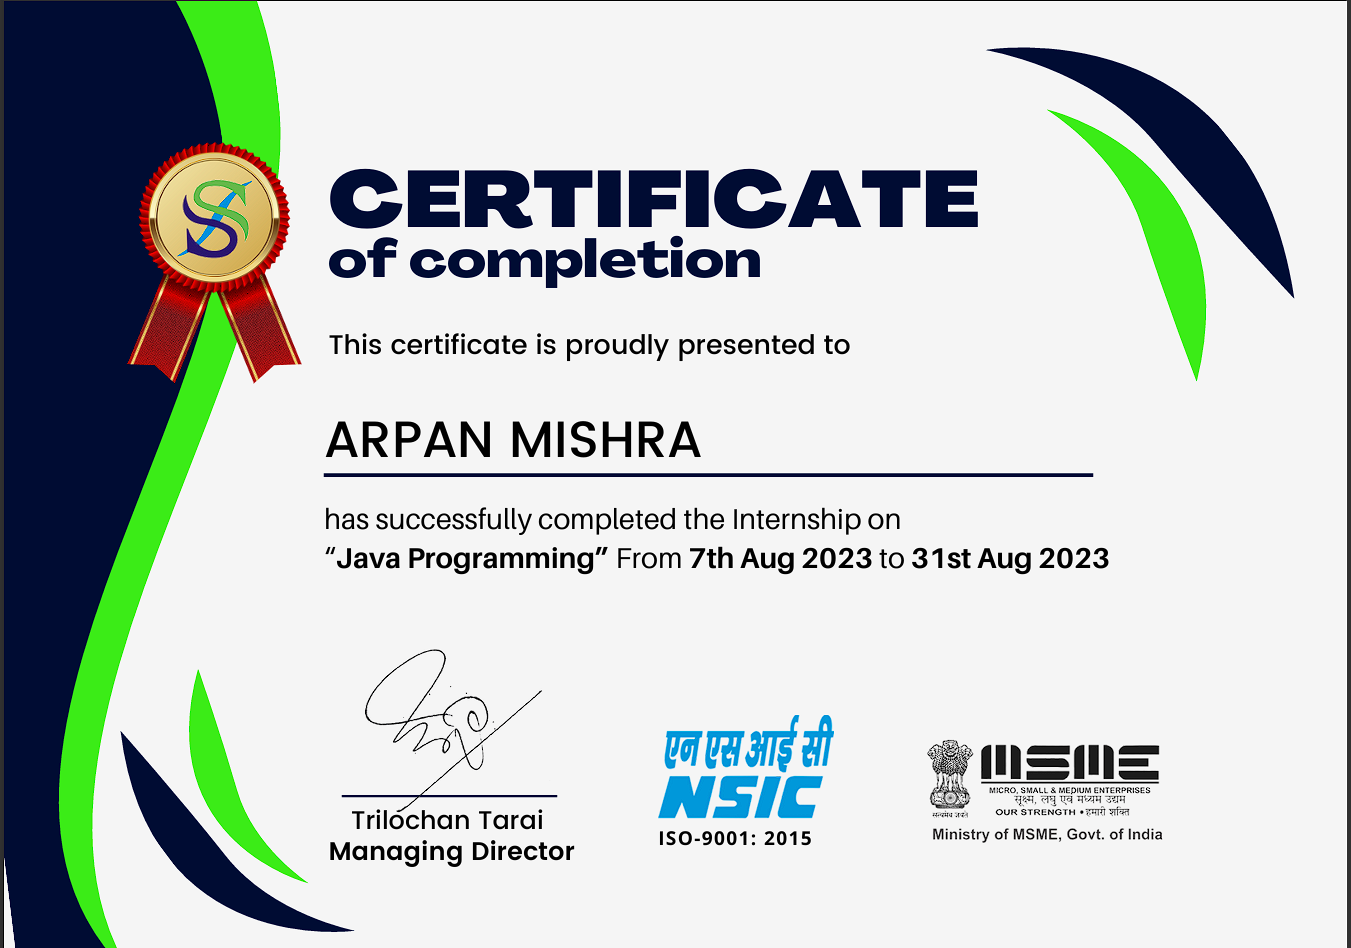 CERTIFICATE
of completion
This certificate is proudly presented to
ARPAN MISHRA
has successfully completed the Internship on
“Java Programming” From 7th Aug 2023 to 31st Aug 2023
Trilochan Tarai
Managing Director
एन एस आई सी
NSIC
ISO-9001: 2015
MSME
MICRO, SMALL & MEDIUM ENTERPRISES
सूक्ष्म, लघु एवं मध्यम उद्यम
OUR STRENGTH • हमारी शक्ति
सत्यमेव जयते
Ministry of MSME, Govt. of India